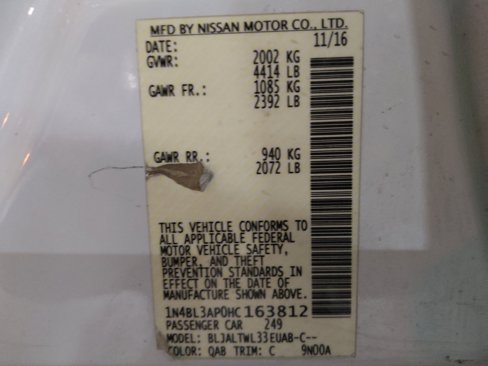 MFD BY NISSAN MOTOR CO., LTD.
DATE: 11/16
GVWR: 2002 KG
4414 LB
GAWR FR.: 1085 KG
2392 LB
GAWR RR.: 940 KG
2072 LB
THIS VEHICLE CONFORMS TO
ALL APPLICABLE FEDERAL
MOTOR VEHICLE SAFETY,
BUMPER, AND THEFT
PREVENTION STANDARDS IN
EFFECT ON THE DATE OF
MANUFACTURE SHOWN ABOVE.
1N4BL3AP0HC163812
PASSENGER CAR 249
MODEL: BLJALTWL33EUAB-C--
COLOR: QAB TRIM: C 9N00A